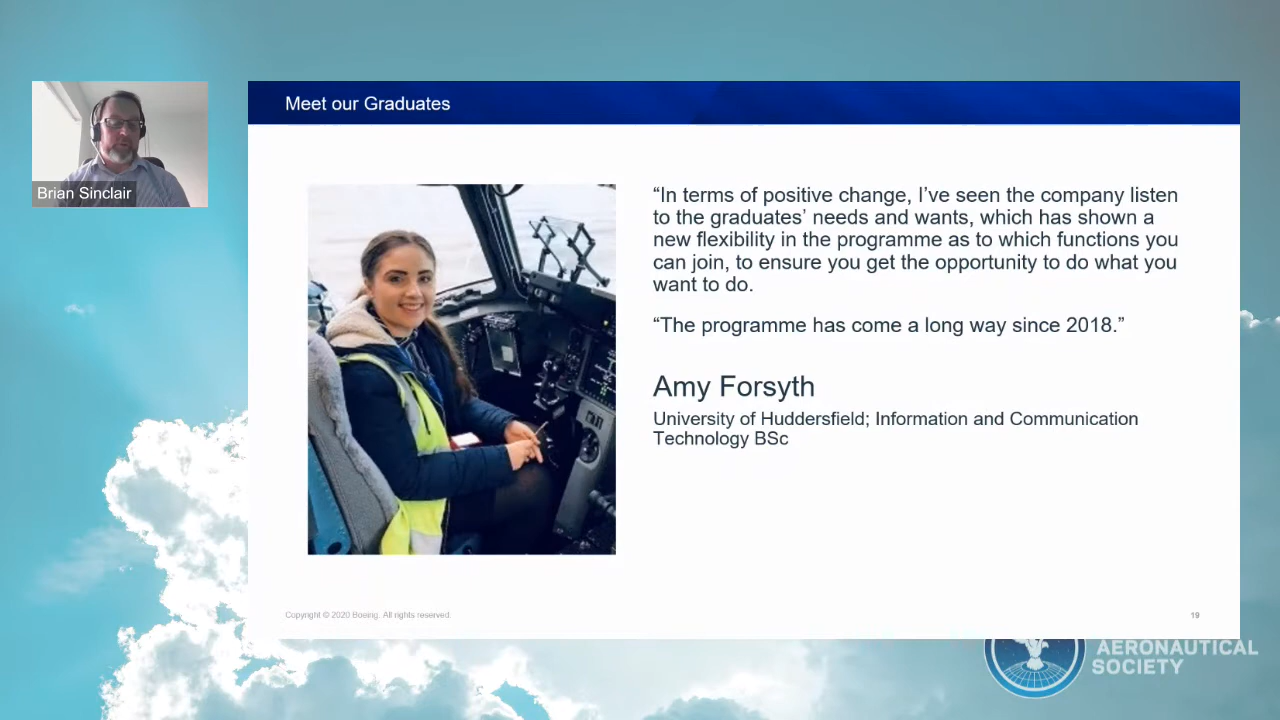 Meet our Graduates
Brian Sinclair
“In terms of positive change, I’ve seen the company listen
to the graduates’ needs and wants, which has shown a
new flexibility in the programme as to which functions you
can join, to ensure you get the opportunity to do what you
want to do.
“The programme has come a long way since 2018.”
Amy Forsyth
University of Huddersfield; Information and Communication
Technology BSc
Copyright © 2020 Boeing. All rights reserved.
19
AERONAUTICAL
SOCIETY